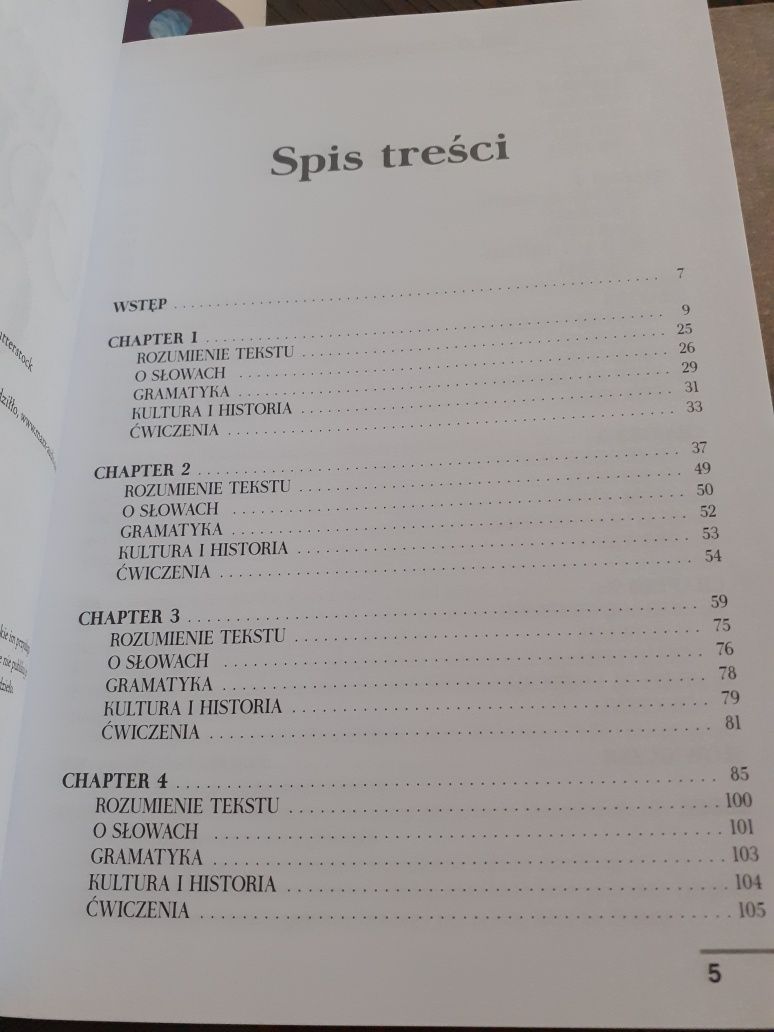 Spis treści
WSTĘP 7
CHAPTER 1 9
ROZUMIENIE TEKSTU 25
O SŁOWACH 26
GRAMATYKA 29
KULTURA I HISTORIA 31
ĆWICZENIA 33
CHAPTER 2 37
ROZUMIENIE TEKSTU 49
O SŁOWACH 50
GRAMATYKA 52
KULTURA I HISTORIA 53
ĆWICZENIA 54
CHAPTER 3 59
ROZUMIENIE TEKSTU 75
O SŁOWACH 76
GRAMATYKA 78
KULTURA I HISTORIA 79
ĆWICZENIA 81
CHAPTER 4 85
ROZUMIENIE TEKSTU 100
O SŁOWACH 101
GRAMATYKA 103
KULTURA I HISTORIA 104
ĆWICZENIA 105
5